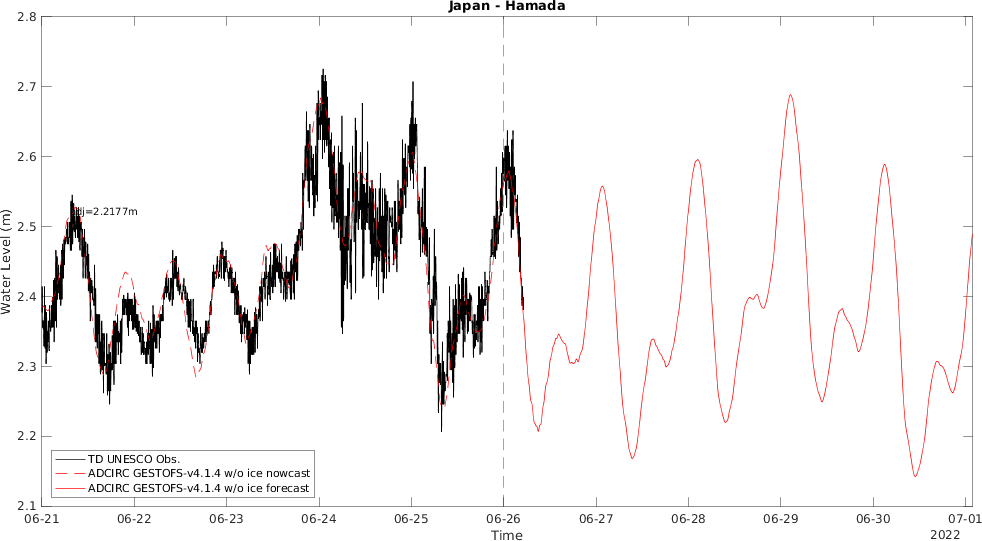 Japan - Hamada
2.8
2.7
2.6
2.5
2.4
2.3
2.2
2.1
Water Level (m)
adj=2.2177m
TD UNESCO Obs.
ADCIRC GESTOFS-v4.1.4 w/o ice nowcast
ADCIRC GESTOFS-v4.1.4 w/o ice forecast
06-21 06-22 06-23 06-24 06-25 06-26 06-27 06-28 06-29 06-30 07-01
Time
2022